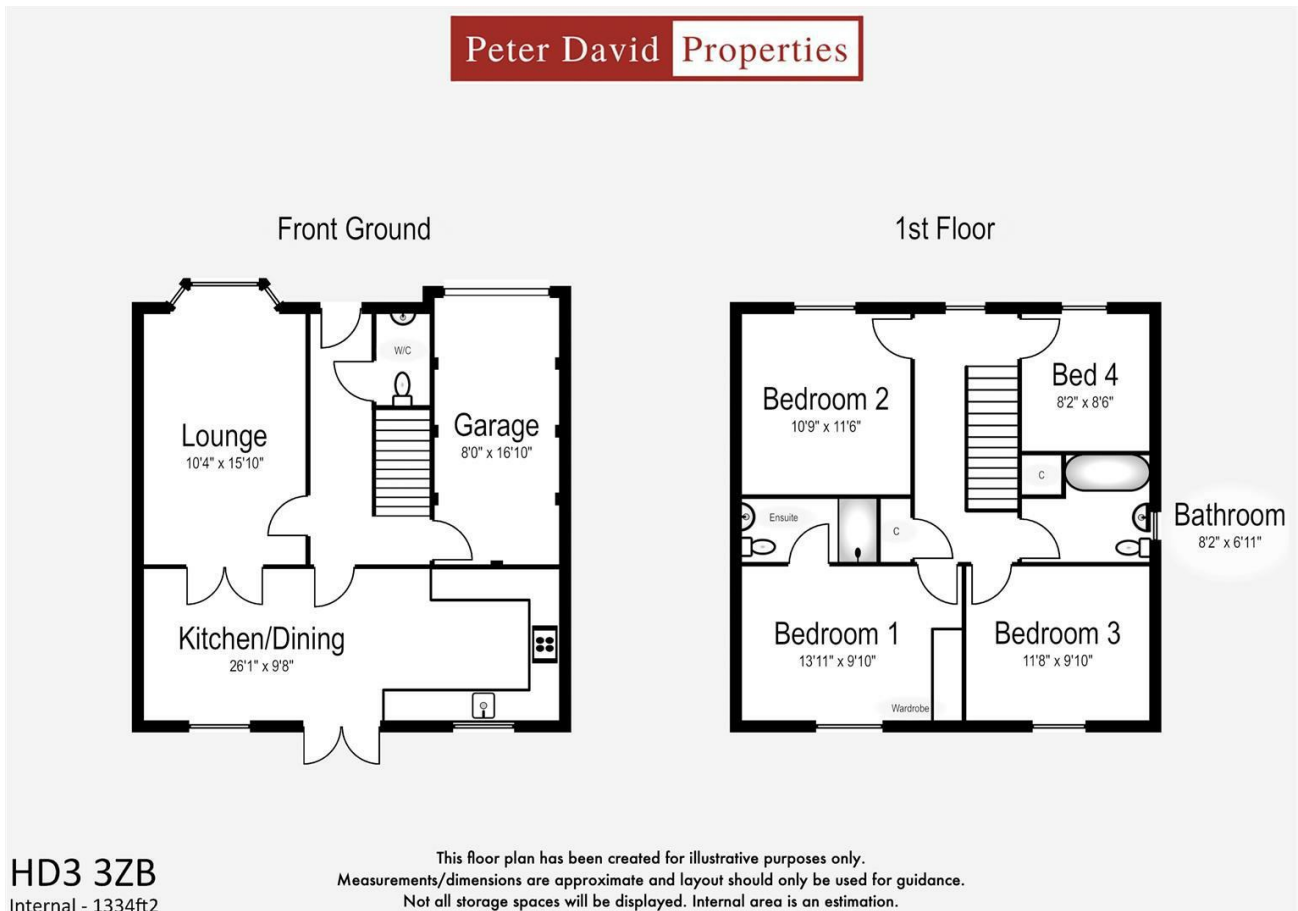 Peter David Properties
Front Ground
1st Floor
W/C
Lounge
10'4" x 15'10"
Garage
8'0" x 16'10"
Kitchen/Dining
26'1" x 9'8"
Bedroom 2
10'9" x 11'6"
Bed 4
8'2" x 8'6"
C
Ensuite
C
Bathroom
8'2" x 6'11"
Bedroom 1
13'11" x 9'10"
Wardrobe
Bedroom 3
11'8" x 9'10"
HD3 3ZB
Internal - 1334ft2
This floor plan has been created for illustrative purposes only.
Measurements/dimensions are approximate and layout should only be used for guidance.
Not all storage spaces will be displayed. Internal area is an estimation.